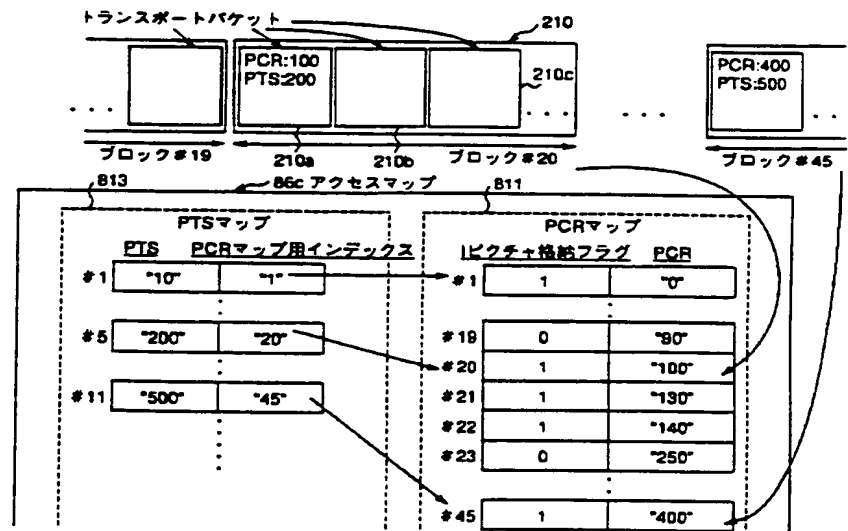 トランスポートパケット
210
PCR:100
PTS:200
210c
PCR:400
PTS:500
. . .
. . . .
. . .
. .
ブロック#19
210a
210b
ブロック#20
ブロック#45
813
86c アクセスマップ
811
PTSマップ
PTS PCRマップ用インデックス
#1 "10" "1"
#5 "200" "20"
#11 "500" "45"
PCRマップ
Iピクチャ格納フラグ PCR
#1 1 "0"
#19 0 "90"
#20 1 "100"
#21 1 "130"
#22 1 "140"
#23 0 "250"
#45 1 "400"